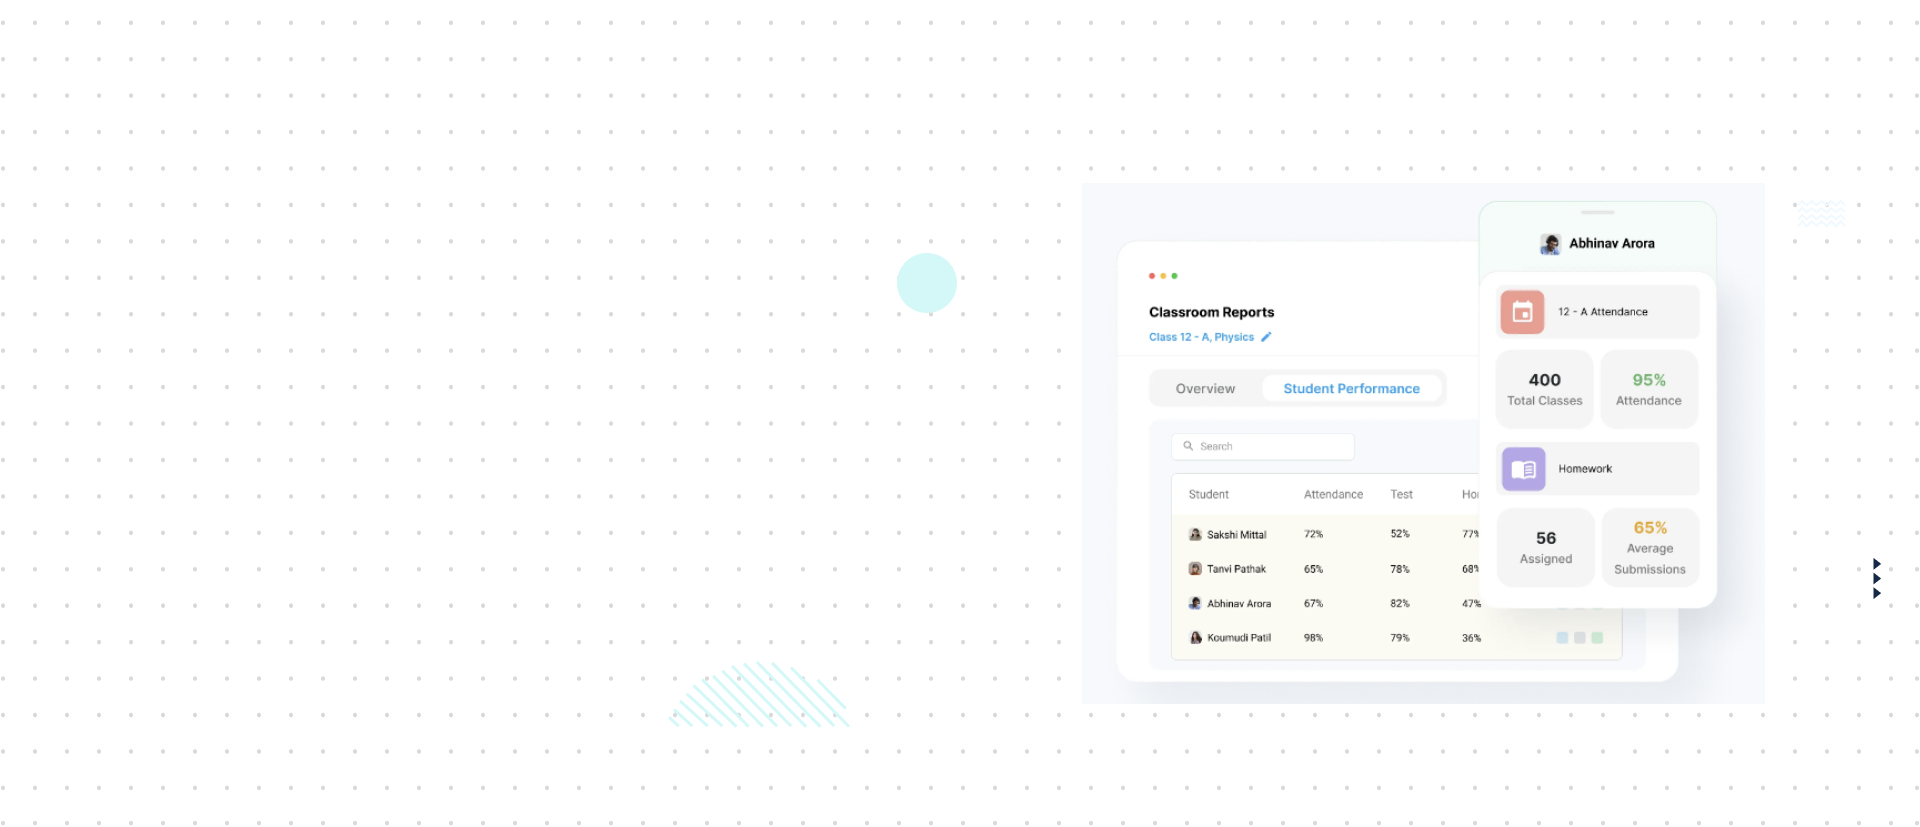 Classroom Reports
Class 12 - A, Physics
Overview Student Performance
Search
Student Attendance Test
Sakshi Mittal 72% 52% 77%
Tanvi Pathak 65% 78% 68%
Abhinav Arora 67% 82% 47%
Koumudi Patil 98% 79% 36%
Abhinav Arora
12 - A Attendance
400 95%
Total Classes Attendance
Homework
56 65%
Assigned Average
Submissions